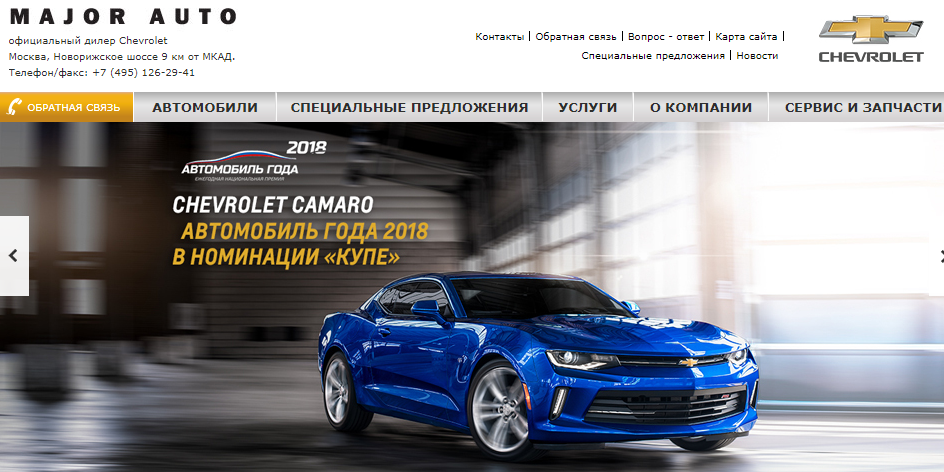 MAJOR AUTO
официальный дилер Chevrolet
Москва, Новорижское шоссе 9 км от МКАД.
Телефон/факс: +7 (495) 126-29-41
Контакты | Обратная связь | Вопрос - ответ | Карта сайта |
Специальные предложения | Новости
CHEVROLET
ОБРАТНАЯ СВЯЗЬ
АВТОМОБИЛИ
СПЕЦИАЛЬНЫЕ ПРЕДЛОЖЕНИЯ
УСЛУГИ
О КОМПАНИИ
СЕРВИС И ЗАПЧАСТИ
2018
АВТОМОБИЛЬ ГОДА
ЕЖЕГОДНАЯ НАЦИОНАЛЬНАЯ ПРЕМИЯ
CHEVROLET CAMARO
АВТОМОБИЛЬ ГОДА 2018
В НОМИНАЦИИ «КУПЕ»